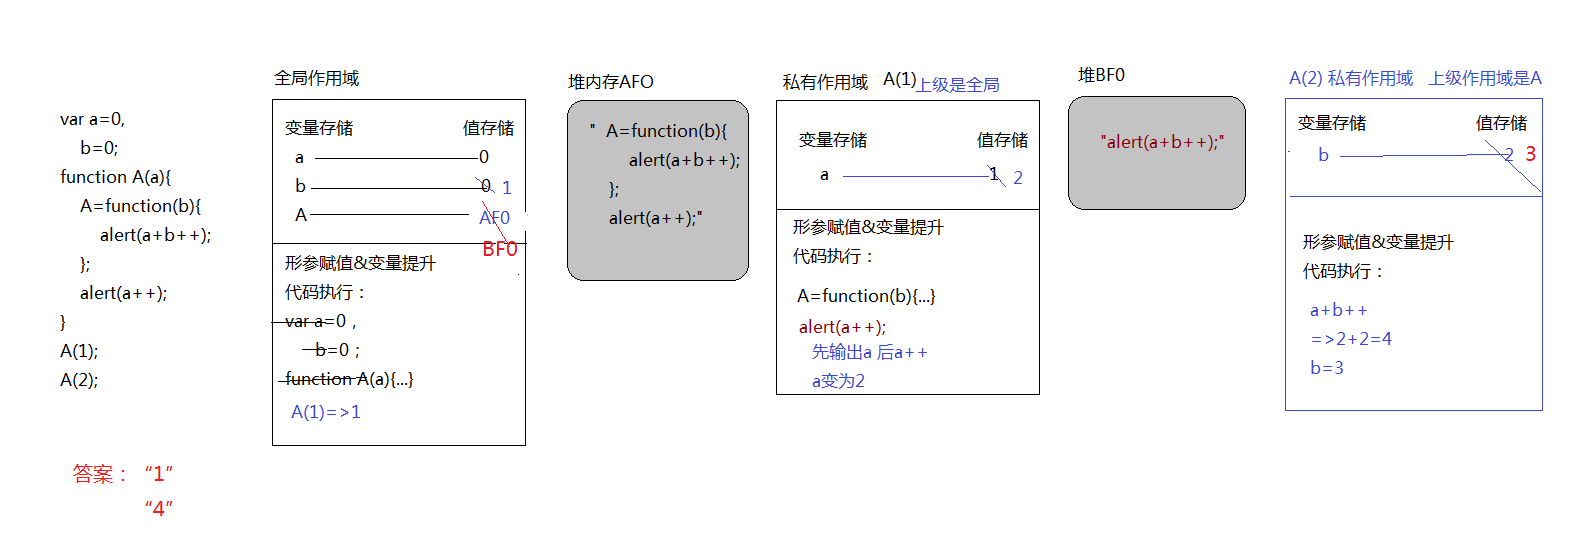 var a=0,
b=0;
function A(a){
A=function(b){
alert(a+b++);
};
alert(a++);
}
A(1);
A(2);
答案： “1”
“4”
全局作用域
变量存储 值存储
a 0
b 0 1
A AF0
BF0
形参赋值&变量提升
代码执行：
var a=0 ,
b=0 ;
function A(a){...}
A(1)=>1
堆内存AFO
" A=function(b){
alert(a+b++);
};
alert(a++);"
私有作用域 A(1)上级是全局
变量存储 值存储
a 1 2
形参赋值&变量提升
代码执行：
A=function(b){...}
alert(a++);
先输出a 后a++
a变为2
堆BF0
"alert(a+b++);"
A(2) 私有作用域 上级作用域是A
变量存储 值存储
b 2 3
形参赋值&变量提升
代码执行：
a+b++
=>2+2=4
b=3